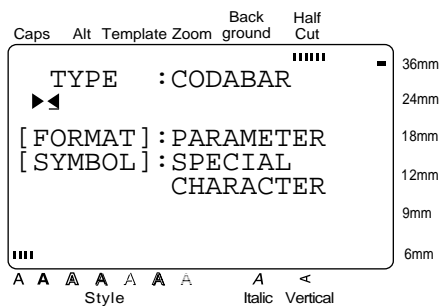 Caps Alt Template Zoom Back ground Half Cut
TYPE :CODABAR
[FORMAT]:PARAMETER
[SYMBOL]:SPECIAL
CHARACTER
36mm
24mm
18mm
12mm
9mm
6mm
A A A A A A A A A
Style Italic Vertical